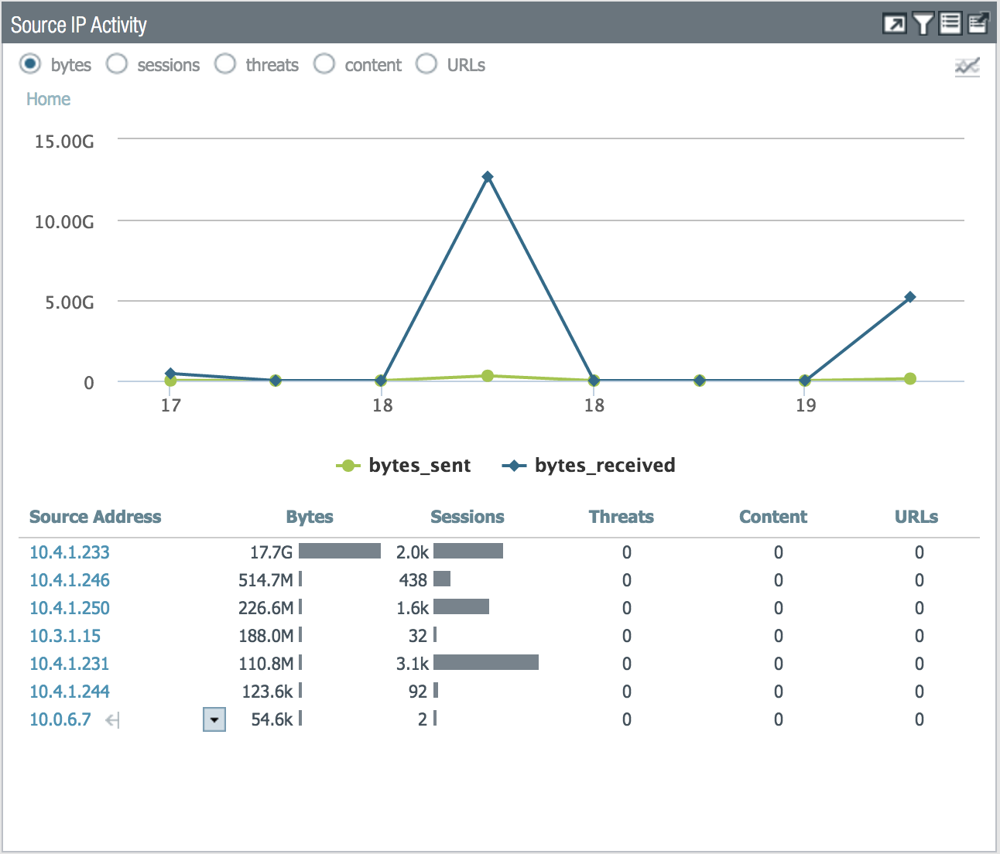 Source IP Activity
bytes sessions threats content URLs
Home
15.00G
10.00G
5.00G
0
17 18 18 19
bytes_sent bytes_received
Source Address Bytes Sessions Threats Content URLs
10.4.1.233 17.7G 2.0k 0 0 0
10.4.1.246 514.7M 438 0 0 0
10.4.1.250 226.6M 1.6k 0 0 0
10.3.1.15 188.0M 32 0 0 0
10.4.1.231 110.8M 3.1k 0 0 0
10.4.1.244 123.6k 92 0 0 0
10.0.6.7 54.6k 2 0 0 0